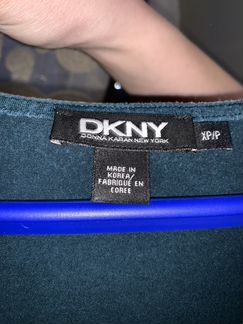 DKNY
DONNA KARAN NEW YORK
XP/P
MADE IN
KOREA/
FABRIQUÉ EN
CORÉE